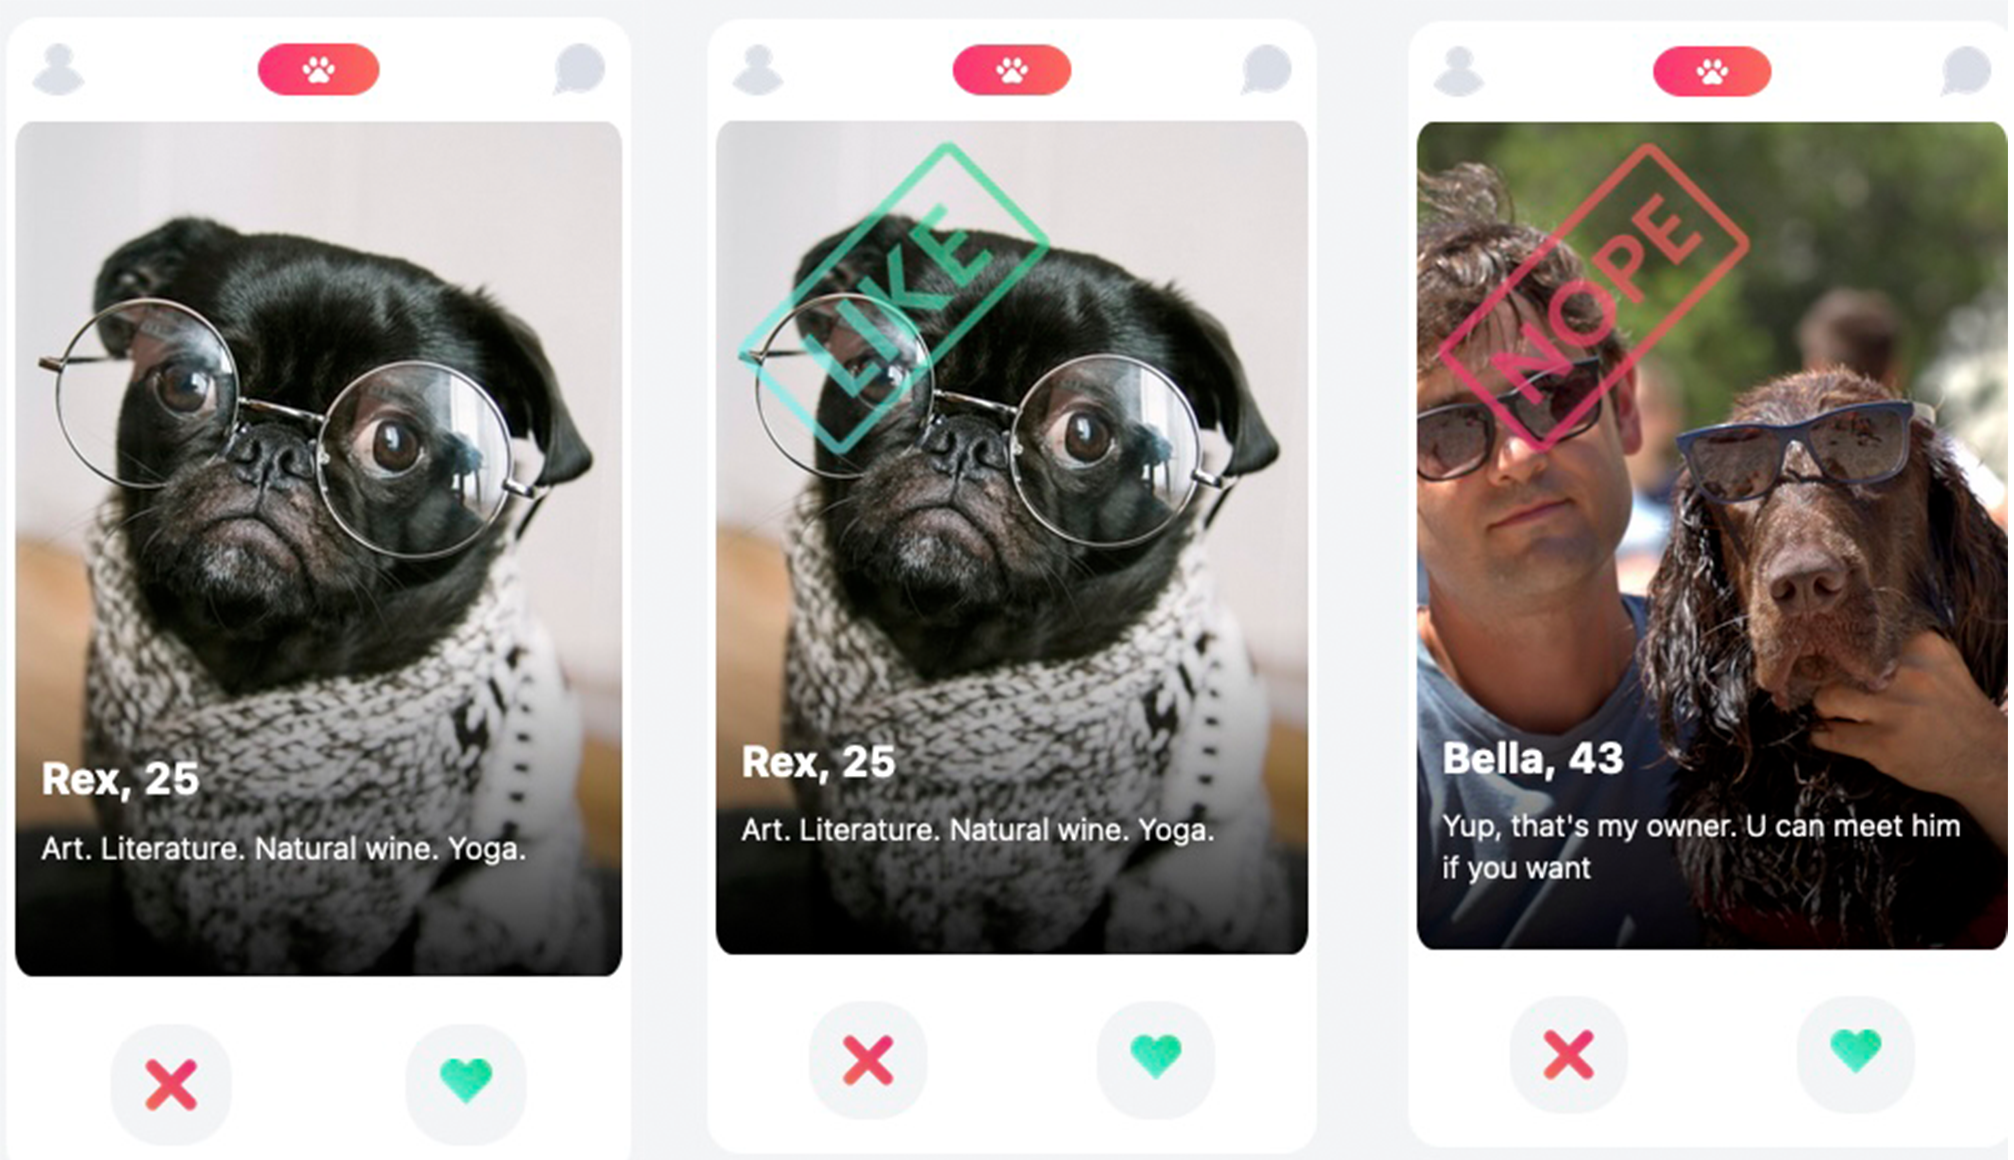 Rex, 25
Art. Literature. Natural wine. Yoga.
LIKE
Rex, 25
Art. Literature. Natural wine. Yoga.
NOPE
Bella, 43
Yup, that's my owner. U can meet him
if you want